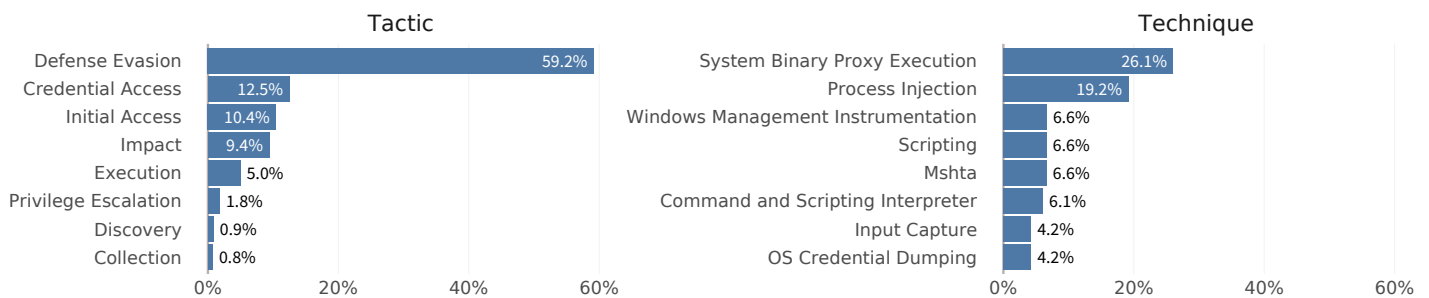 Tactic
Defense Evasion 59.2%
Credential Access 12.5%
Initial Access 10.4%
Impact 9.4%
Execution 5.0%
Privilege Escalation 1.8%
Discovery 0.9%
Collection 0.8%
0% 20% 40% 60%
Technique
System Binary Proxy Execution 26.1%
Process Injection 19.2%
Windows Management Instrumentation 6.6%
Scripting 6.6%
Mshta 6.6%
Command and Scripting Interpreter 6.1%
Input Capture 4.2%
OS Credential Dumping 4.2%
0% 20% 40% 60%